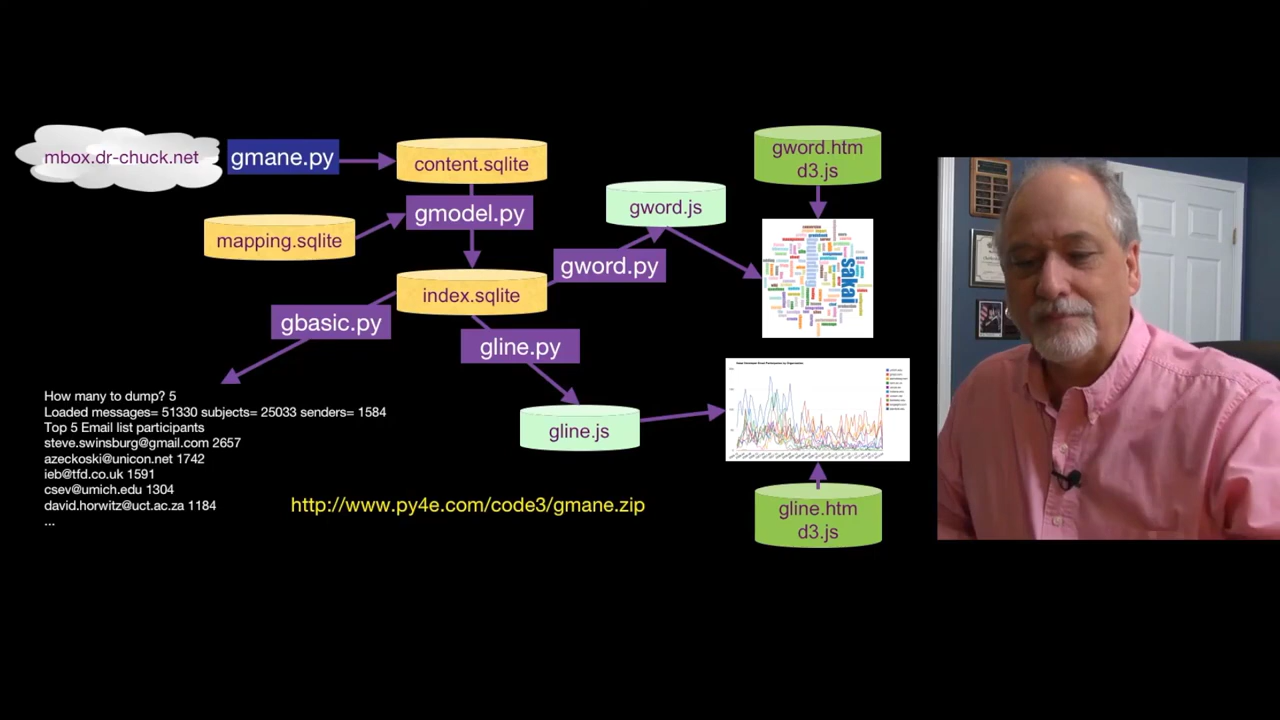 mbox.dr-chuck.net
gmane.py
content.sqlite
gword.htm
d3.js
mapping.sqlite
gmodel.py
gword.js
sakai
index.sqlite
gword.py
gbasic.py
gline.py
How many to dump? 5
Loaded messages= 51330 subjects= 25033 senders= 1584
Top 5 Email list participants
steve.swinsburg@gmail.com 2657
azeckoski@unicon.net 1742
ieb@tfd.co.uk 1591
csev@umich.edu 1304
david.horwitz@uct.ac.za 1184
...
gline.js
http://www.py4e.com/code3/gmane.zip
gline.htm
d3.js